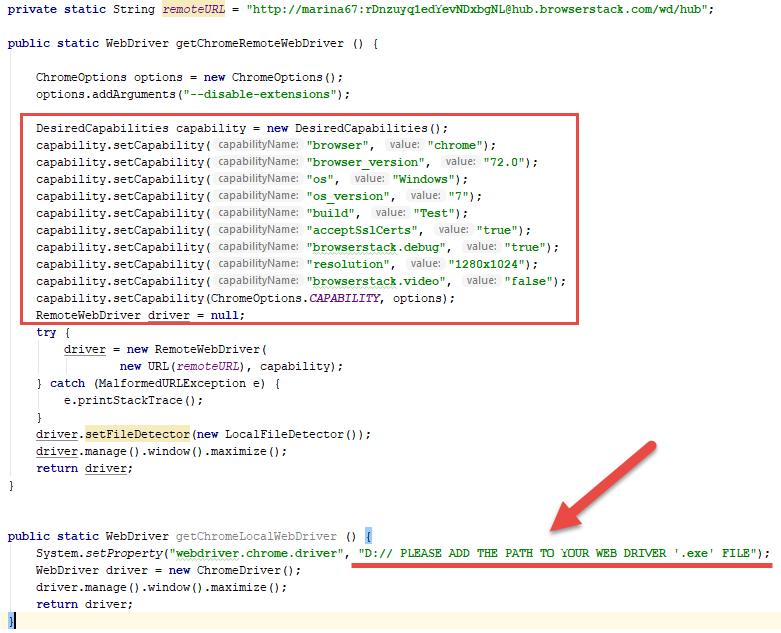 private static String remoteURL = "http://marina67:rDnzuyq1edYevNDxbgNL@hub.browserstack.com/wd/hub";
public static WebDriver getChromeRemoteWebDriver () {
ChromeOptions options = new ChromeOptions();
options.addArguments("--disable-extensions");
DesiredCapabilities capability = new DesiredCapabilities();
capability.setCapability( capabilityName: "browser", value: "chrome");
capability.setCapability( capabilityName: "browser_version", value: "72.0");
capability.setCapability( capabilityName: "os", value: "Windows");
capability.setCapability( capabilityName: "os_version", value: "7");
capability.setCapability( capabilityName: "build", value: "Test");
capability.setCapability( capabilityName: "acceptSslCerts", value: "true");
capability.setCapability( capabilityName: "browserstack.debug", value: "true");
capability.setCapability( capabilityName: "resolution", value: "1280x1024");
capability.setCapability( capabilityName: "browserstack.video", value: "false");
capability.setCapability(ChromeOptions.CAPABILITY, options);
RemoteWebDriver driver = null;
try {
driver = new RemoteWebDriver(
new URL(remoteURL), capability);
} catch (MalformedURLException e) {
e.printStackTrace();
}
driver.setFileDetector(new LocalFileDetector());
driver.manage().window().maximize();
return driver;
}
public static WebDriver getChromeLocalWebDriver () {
System.setProperty("webdriver.chrome.driver", "D:// PLEASE ADD THE PATH TO YOUR WEB DRIVER '.exe' FILE");
WebDriver driver = new ChromeDriver();
driver.manage().window().maximize();
return driver;
}